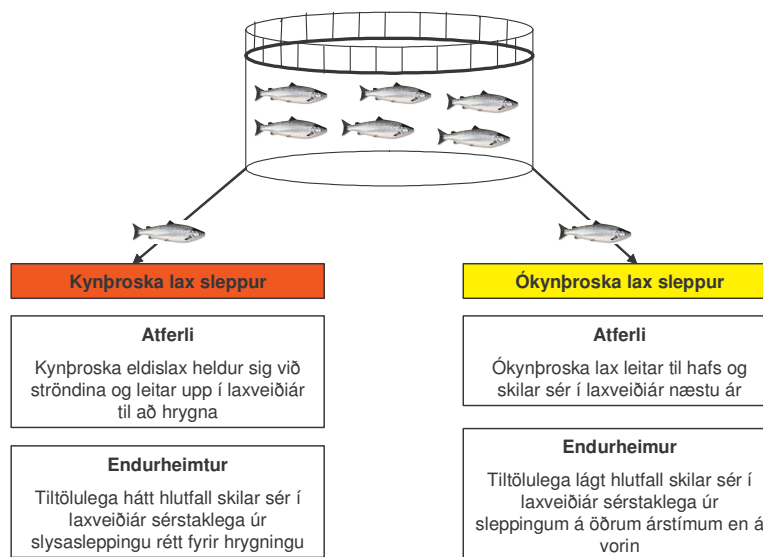 Kynþroska lax sleppur
Atferli
Kynþroska eldislax heldur sig við
ströndina og leitar upp í laxveiðiár
til að hrygna
Endurheimtur
Tiltölulega hátt hlutfall skilar sér í
laxveiðiár sérstaklega úr
slysasleppingu rétt fyrir hrygningu
Ókynþroska lax sleppur
Atferli
Ókynþroska lax leitar til hafs og
skilar sér í laxveiðiár næstu ár
Endurheimur
Tiltölulega lágt hlutfall skilar sér í
laxveiðiár sérstaklega úr
sleppingum á öðrum árstímum en á
vorin